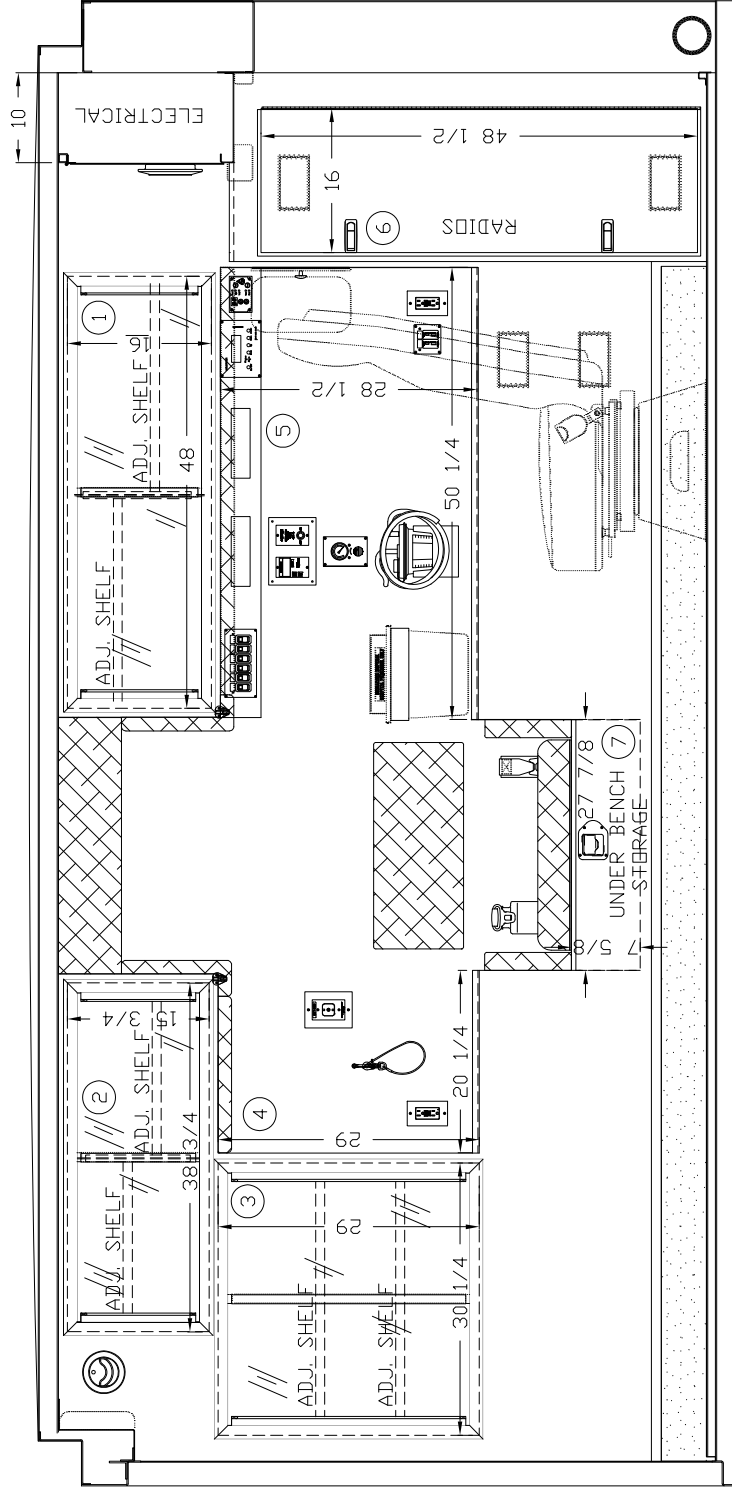 10
ELECTRICAL
48 1/2
16
RADIOS
6
1
16
ADJ. SHELF
48
ADJ. SHELF
28 1/2
5
50 1/4
27 7/8
7
UNDER BENCH
STORAGE
7 5/8
2
15 3/4
ADJ. SHELF
38 3/4
ADJ. SHELF
4
29
20 1/4
3
29
30 1/4
ADJ. SHELF
ADJ. SHELF